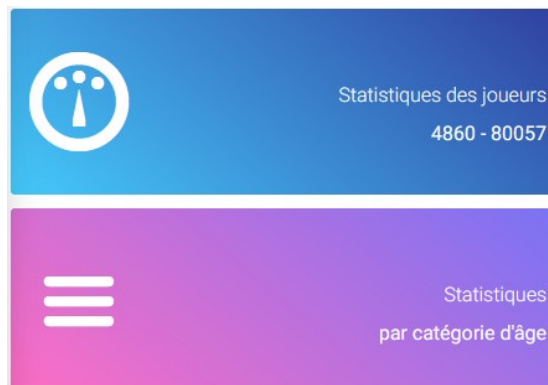 Statistiques des joueurs
4860 - 80057
Statistiques
par catégorie d'âge